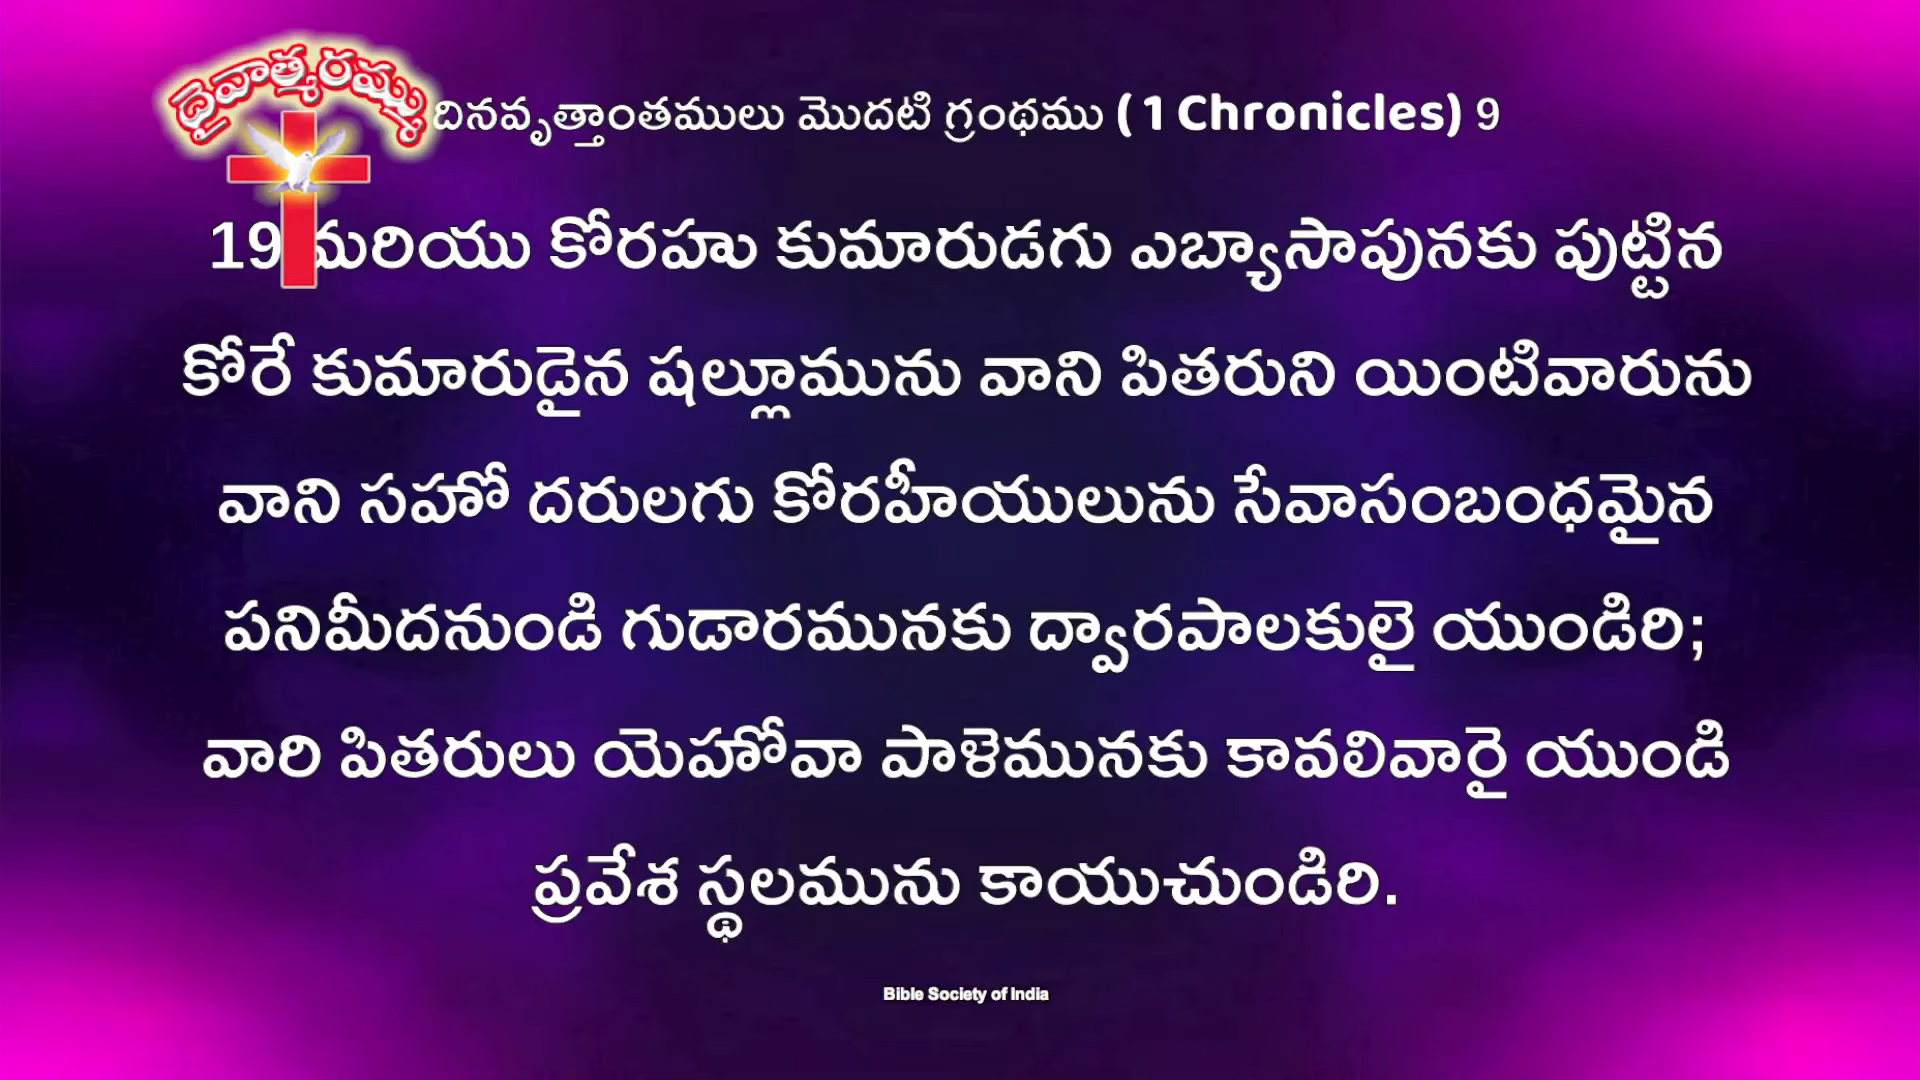 దైవాత్మరమ్ము
దినవృత్తాంతములు మొదటి గ్రంథము ( 1 Chronicles) 9
19 మరియు కోరహు కుమారుడగు ఎబ్యాసాపునకు పుట్టిన
కోరే కుమారుడైన షల్లూమును వాని పితరుని యింటివారును
వాని సహో దరులగు కోరహీయులును సేవాసంబంధమైన
పనిమీదనుండి గుడారమునకు ద్వారపాలకులై యుండిరి;
వారి పితరులు యెహోవా పాళెమునకు కావలివారై యుండి
ప్రవేశ స్థలమును కాయుచుండిరి.
Bible Society of India